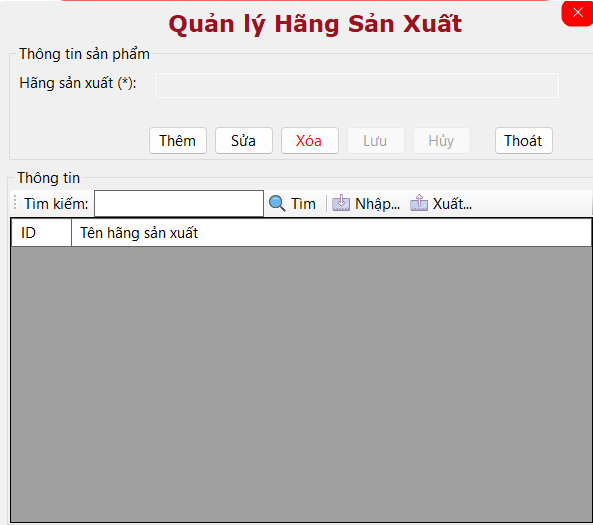 Quản lý Hãng Sản Xuất
Thông tin sản phẩm
Hãng sản xuất (*):
Thêm Sửa Xóa Lưu Hủy Thoát
Thông tin
Tìm kiếm: Tìm Nhập... Xuất...
ID Tên hãng sản xuất